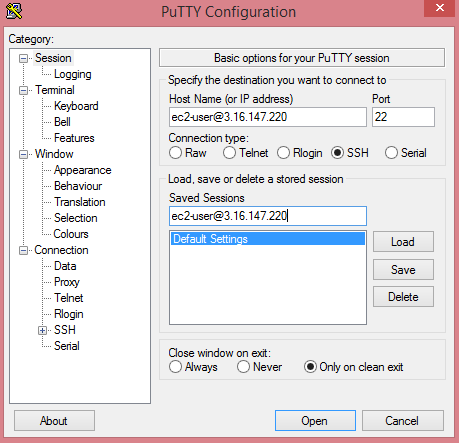 PuTTY Configuration
Category:
Session
Logging
Terminal
Keyboard
Bell
Features
Window
Appearance
Behaviour
Translation
Selection
Colours
Connection
Data
Proxy
Telnet
Rlogin
SSH
Serial
Basic options for your PuTTY session
Specify the destination you want to connect to
Host Name (or IP address) Port
ec2-user@3.16.147.220 22
Connection type:
Raw Telnet Rlogin SSH Serial
Load, save or delete a stored session
Saved Sessions
ec2-user@3.16.147.220
Default Settings
Load
Save
Delete
Close window on exit:
Always Never Only on clean exit
About Open Cancel